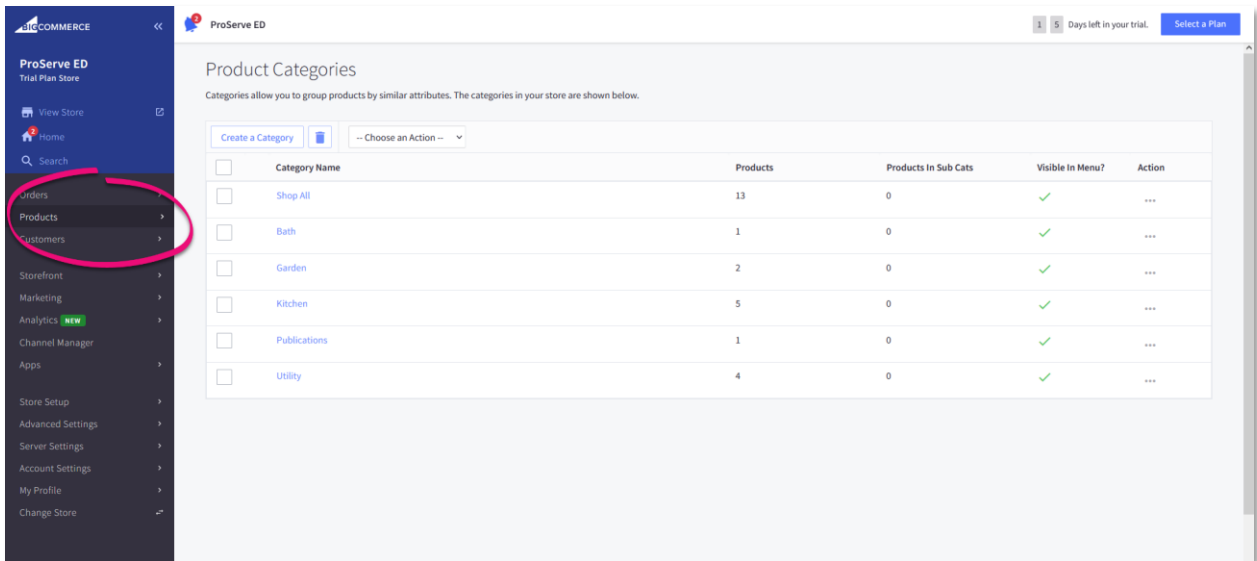 BIGCOMMERCE
ProServe ED
Trial Plan Store
View Store
2
Home
Search
Orders
Products
Customers
Storefront
Marketing
Analytics NEW
Channel Manager
Apps
Store Setup
Advanced Settings
Server Settings
Account Settings
My Profile
Change Store
2 ProServe ED 1 5 Days left in your trial. Select a Plan
Product Categories
Categories allow you to group products by similar attributes. The categories in your store are shown below.
Create a Category -- Choose an Action --
Category Name Products Products In Sub Cats Visible In Menu? Action
Shop All 13 0 ...
Bath 1 0 ...
Garden 2 0 ...
Kitchen 5 0 ...
Publications 1 0 ...
Utility 4 0 ...